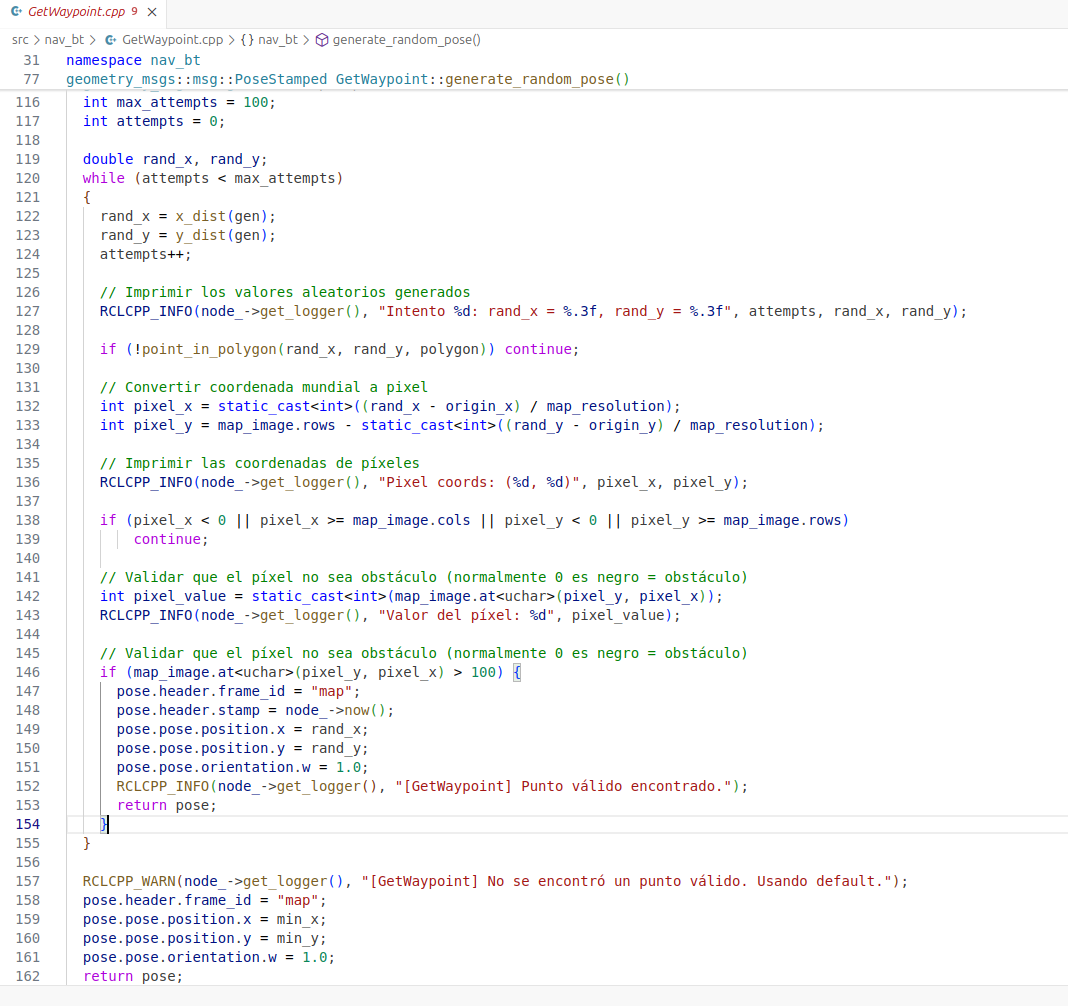 GetWaypoint.cpp 9
src > nav_bt > GetWaypoint.cpp > {} nav_bt > generate_random_pose()
31 namespace nav_bt
77 geometry_msgs::msg::PoseStamped GetWaypoint::generate_random_pose()
116 int max_attempts = 100;
117 int attempts = 0;
118
119 double rand_x, rand_y;
120 while (attempts < max_attempts)
121 {
122 rand_x = x_dist(gen);
123 rand_y = y_dist(gen);
124 attempts++;
125
126 // Imprimir los valores aleatorios generados
127 RCLCPP_INFO(node_->get_logger(), "Intento %d: rand_x = %.3f, rand_y = %.3f", attempts, rand_x, rand_y);
128
129 if (!point_in_polygon(rand_x, rand_y, polygon)) continue;
130
131 // Convertir coordenada mundial a pixel
132 int pixel_x = static_cast<int>((rand_x - origin_x) / map_resolution);
133 int pixel_y = map_image.rows - static_cast<int>((rand_y - origin_y) / map_resolution);
134
135 // Imprimir las coordenadas de píxeles
136 RCLCPP_INFO(node_->get_logger(), "Pixel coords: (%d, %d)", pixel_x, pixel_y);
137
138 if (pixel_x < 0 || pixel_x >= map_image.cols || pixel_y < 0 || pixel_y >= map_image.rows)
139 continue;
140
141 // Validar que el píxel no sea obstáculo (normalmente 0 es negro = obstáculo)
142 int pixel_value = static_cast<int>(map_image.at<uchar>(pixel_y, pixel_x));
143 RCLCPP_INFO(node_->get_logger(), "Valor del píxel: %d", pixel_value);
144
145 // Validar que el píxel no sea obstáculo (normalmente 0 es negro = obstáculo)
146 if (map_image.at<uchar>(pixel_y, pixel_x) > 100) {
147 pose.header.frame_id = "map";
148 pose.header.stamp = node_->now();
149 pose.pose.position.x = rand_x;
150 pose.pose.position.y = rand_y;
151 pose.pose.orientation.w = 1.0;
152 RCLCPP_INFO(node_->get_logger(), "[GetWaypoint] Punto válido encontrado.");
153 return pose;
154 }
155 }
156
157 RCLCPP_WARN(node_->get_logger(), "[GetWaypoint] No se encontró un punto válido. Usando default.");
158 pose.header.frame_id = "map";
159 pose.pose.position.x = min_x;
160 pose.pose.position.y = min_y;
161 pose.pose.orientation.w = 1.0;
162 return pose;